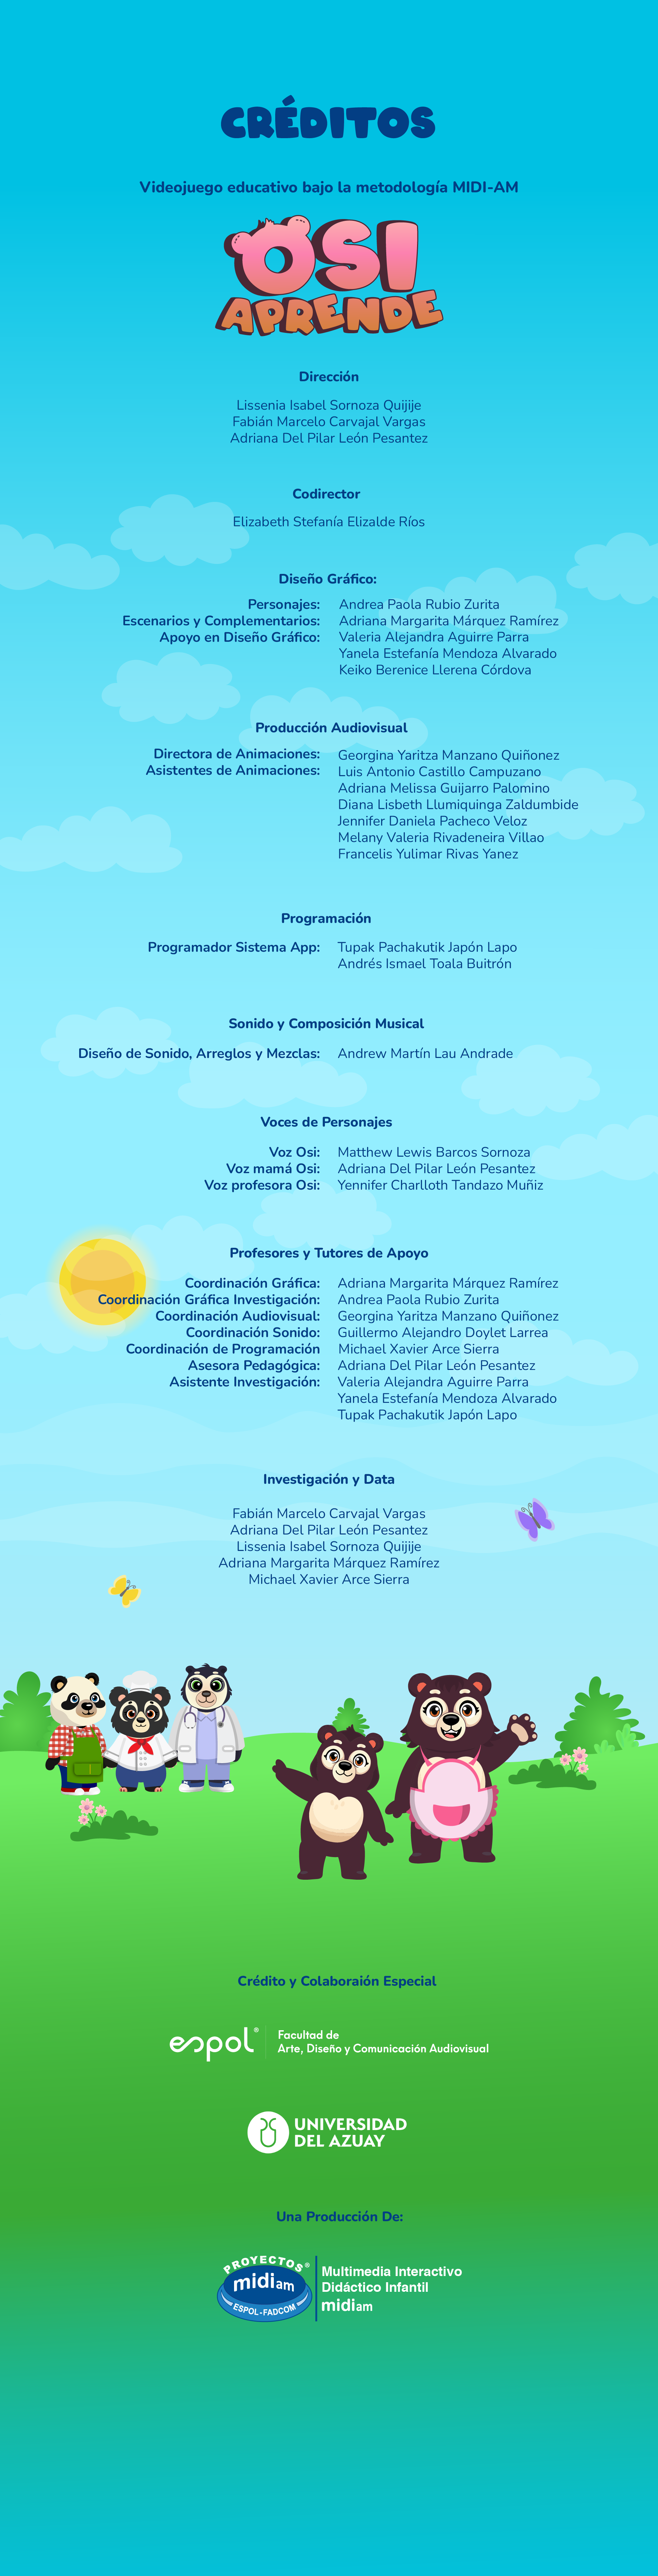 CRÉDITOS
Videojuego educativo bajo la metodología MIDI-AM
OSI
APRENDE
Dirección
Lissenia Isabel Sornoza Quijije
Fabián Marcelo Carvajal Vargas
Adriana Del Pilar León Pesantez
Codirector
Elizabeth Stefanía Elizalde Ríos
Diseño Gráfico:
Personajes: Andrea Paola Rubio Zurita
Escenarios y Complementarios: Adriana Margarita Márquez Ramírez
Apoyo en Diseño Gráfico: Valeria Alejandra Aguirre Parra
Yanela Estefanía Mendoza Alvarado
Keiko Berenice Llerena Córdova
Producción Audiovisual
Directora de Animaciones: Georgina Yaritza Manzano Quiñonez
Asistentes de Animaciones: Luis Antonio Castillo Campuzano
Adriana Melissa Guijarro Palomino
Diana Lisbeth Llumiquinga Zaldumbide
Jennifer Daniela Pacheco Veloz
Melany Valeria Rivadeneira Villao
Francelis Yulimar Rivas Yanez
Programación
Programador Sistema App: Tupak Pachakutik Japón Lapo
Andrés Ismael Toala Buitrón
Sonido y Composición Musical
Diseño de Sonido, Arreglos y Mezclas: Andrew Martín Lau Andrade
Voces de Personajes
Voz Osi: Matthew Lewis Barcos Sornoza
Voz mamá Osi: Adriana Del Pilar León Pesantez
Voz profesora Osi: Yennifer Charlloth Tandazo Muñiz
Profesores y Tutores de Apoyo
Coordinación Gráfica: Adriana Margarita Márquez Ramírez
Coordinación Gráfica Investigación: Andrea Paola Rubio Zurita
Coordinación Audiovisual: Georgina Yaritza Manzano Quiñonez
Coordinación Sonido: Guillermo Alejandro Doylet Larrea
Coordinación de Programación Michael Xavier Arce Sierra
Asesora Pedagógica: Adriana Del Pilar León Pesantez
Asistente Investigación: Valeria Alejandra Aguirre Parra
Yanela Estefanía Mendoza Alvarado
Tupak Pachakutik Japón Lapo
Investigación y Data
Fabián Marcelo Carvajal Vargas
Adriana Del Pilar León Pesantez
Lissenia Isabel Sornoza Quijije
Adriana Margarita Márquez Ramírez
Michael Xavier Arce Sierra
Crédito y Colaboraión Especial
espol®
Facultad de
Arte, Diseño y Comunicación Audiovisual
UNIVERSIDAD
DEL AZUAY
Una Producción De:
PROYECTOS®
midiam
ESPOL-FADCOM
Multimedia Interactivo
Didáctico Infantil
midiam